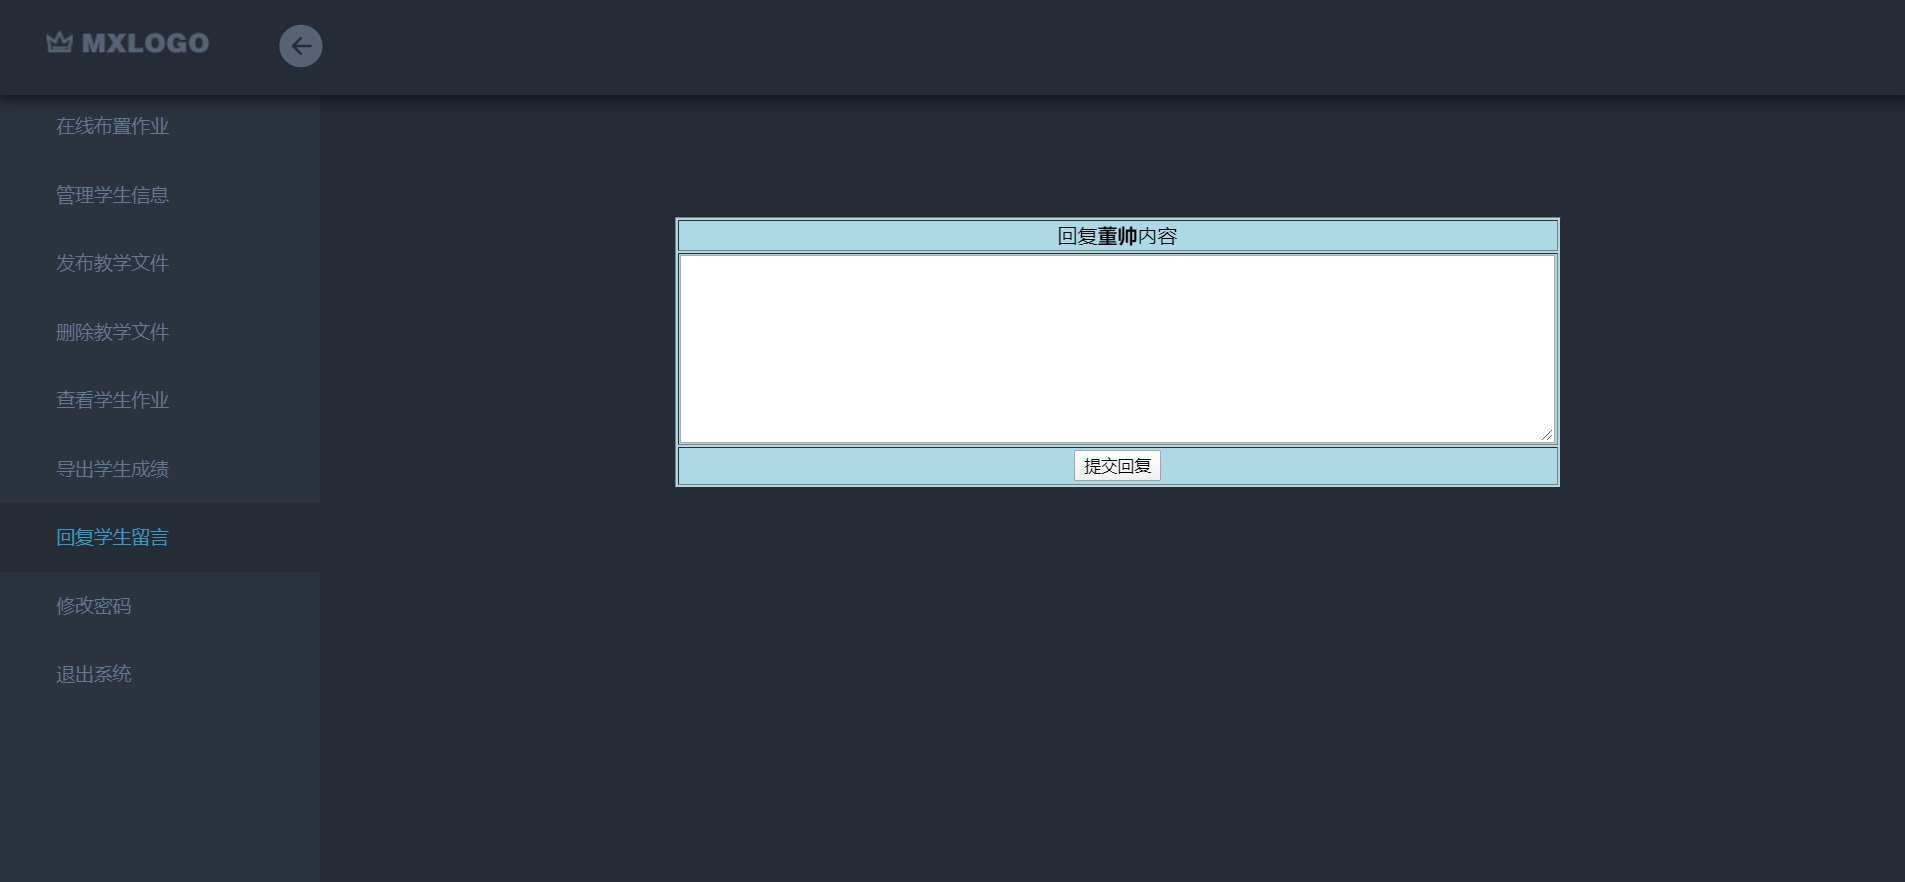 MXLOGO
在线布置作业
管理学生信息
发布教学文件
删除教学文件
查看学生作业
导出学生成绩
回复学生留言
修改密码
退出系统
回复董帅内容
提交回复